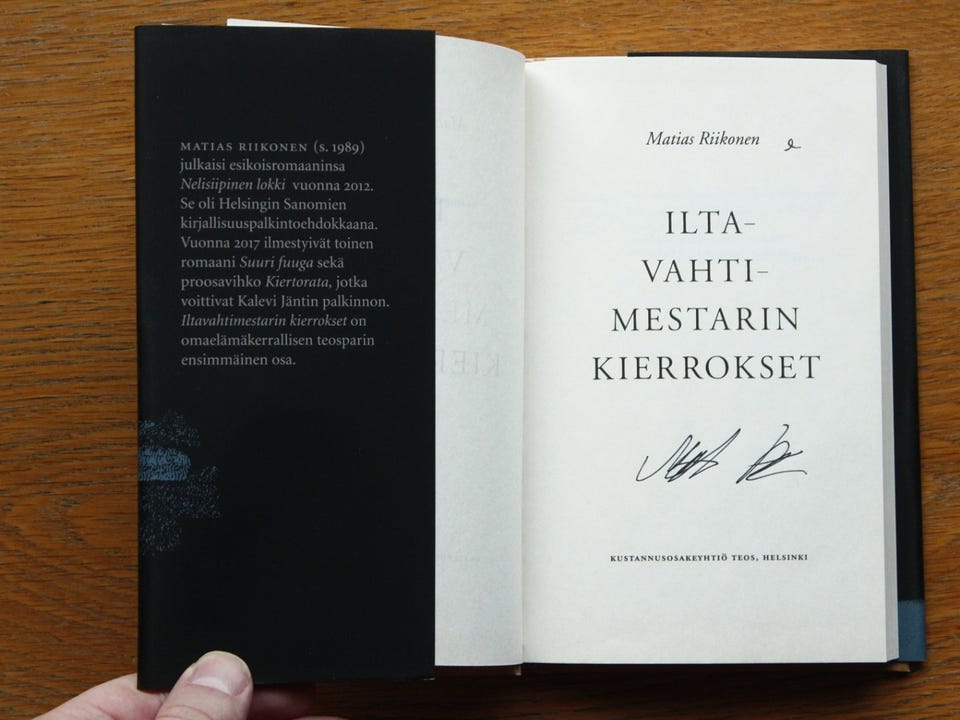 MATIAS RIIKONEN (s. 1989)
julkaisi esikoisromaaninsa
Nelisiipinen lokki vuonna 2012.
Se oli Helsingin Sanomien
kirjallisuuspalkintoehdokkaana.
Vuonna 2017 ilmestyivät toinen
romaani Suuri fuuga sekä
proosavihko Kiertorata, jotka
voittivat Kalevi Jäntin palkinnon.
Iltavahtimestarin kierrokset on
omaelämäkerrallisen teosparin
ensimmäinen osa.
Matias Riikonen
ILTA–
VAHTI–
MESTARIN
KIERROKSET
KUSTANNUSOSAKEYHTIÖ TEOS, HELSINKI